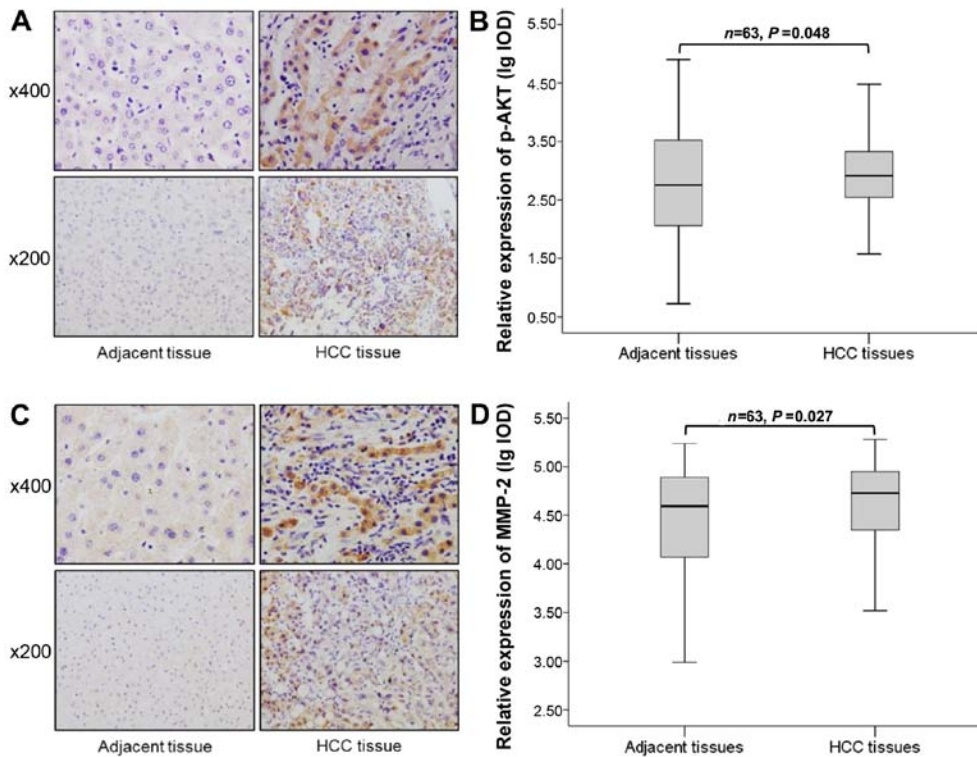 A
x400
x200
Adjacent tissue
HCC tissue
B
Relative expression of p-AKT (lg IOD)
n=63, P=0.048
5.50
4.50
3.50
2.50
1.50
0.50
Adjacent tissues
HCC tissues
C
x400
x200
Adjacent tissue
HCC tissue
D
Relative expression of MMP-2 (lg IOD)
n=63, P=0.027
5.50
5.00
4.50
4.00
3.50
3.00
2.50
Adjacent tissues
HCC tissues